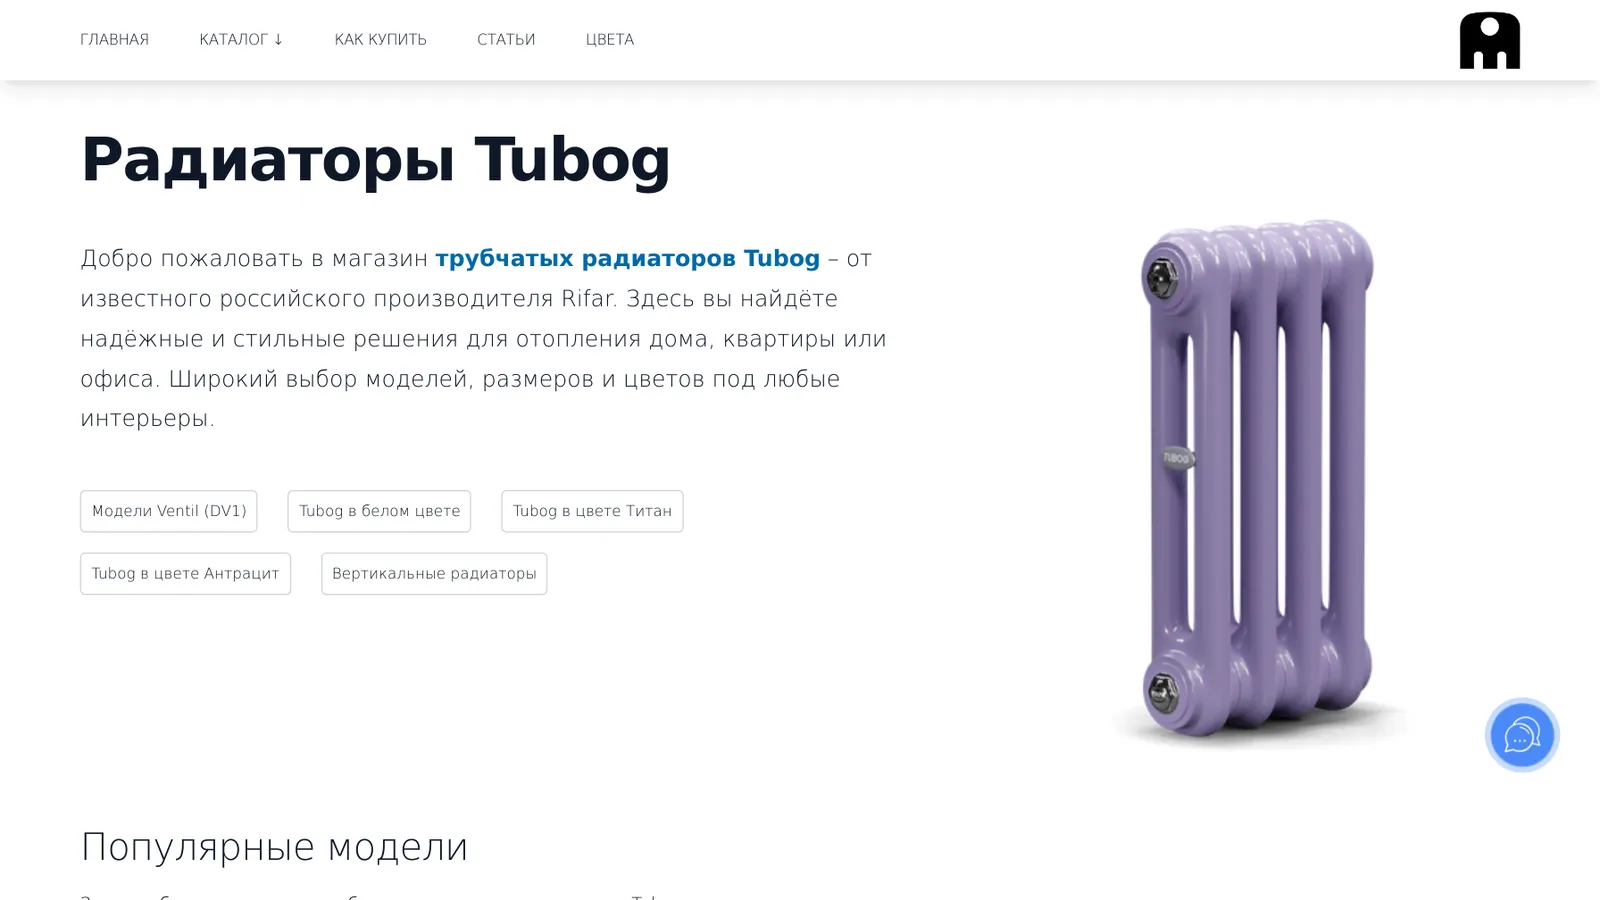 ГЛАВНАЯ
КАТАЛОГ ↓
КАК КУПИТЬ
СТАТЬИ
ЦВЕТА
Радиаторы Tubog
Добро пожаловать в магазин трубчатых радиаторов Tubog – от
известного российского производителя Rifar. Здесь вы найдёте
надёжные и стильные решения для отопления дома, квартиры или
офиса. Широкий выбор моделей, размеров и цветов под любые
интерьеры.
TUBOG
Модели Ventil (DV1)
Tubog в белом цвете
Tubog в цвете Титан
Tubog в цвете Антрацит
Вертикальные радиаторы
Популярные модели